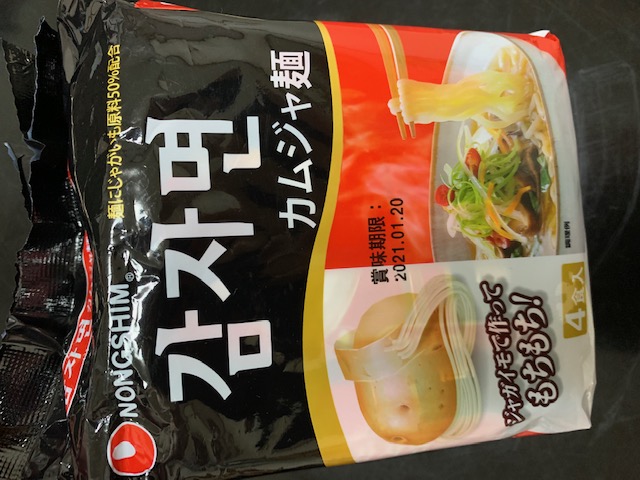 麺にじゃがいも原料50%配合
NONGSHIM®
감자면
カムジャ麺
賞味期限:
2021.01.20
調理例
ジャガイモで作って
もちもち!
4食入
자면